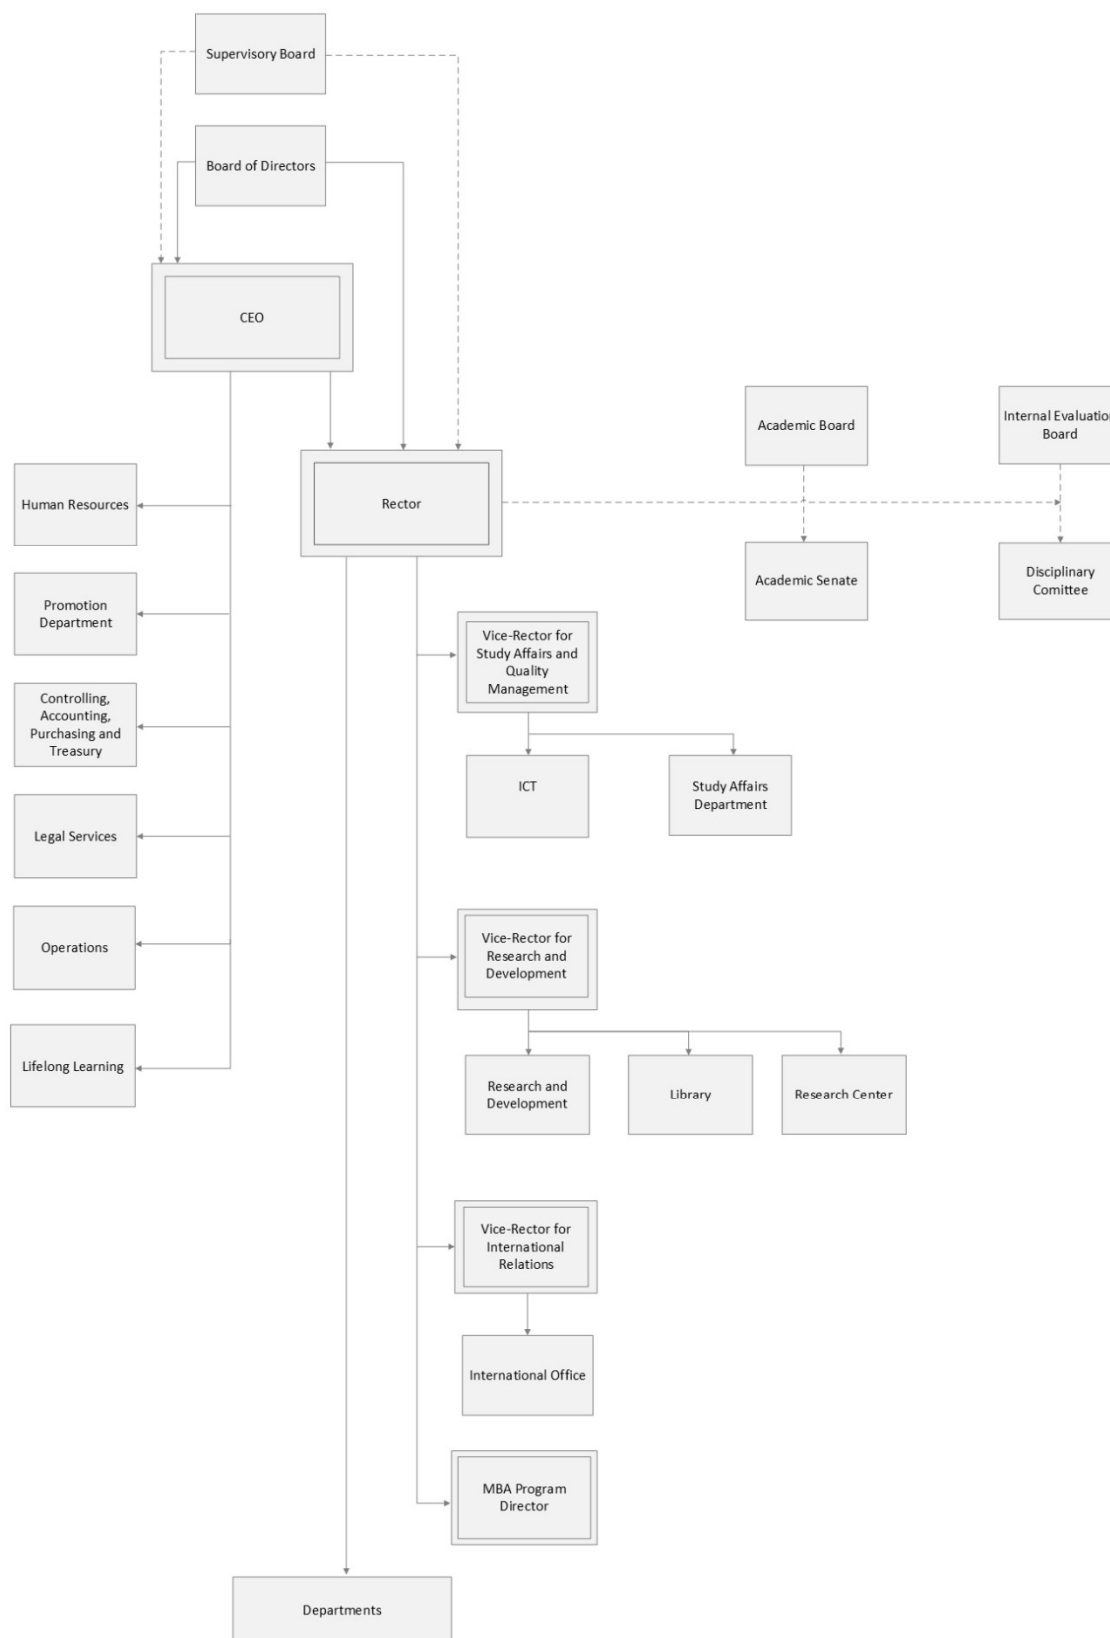 Supervisory Board
Board of Directors
CEO
Rector
Academic Board
Internal Evaluation
Board
Human Resources
Academic Senate
Disciplinary
Comittee
Promotion
Department
Vice-Rector for
Study Affairs and
Quality
Management
Controlling,
Accounting,
Purchasing and
Treasury
ICT
Study Affairs
Department
Legal Services
Operations
Vice-Rector for
Research and
Development
Lifelong Learning
Research and
Development
Library
Research Center
Vice-Rector for
International
Relations
International Office
MBA Program
Director
Departments